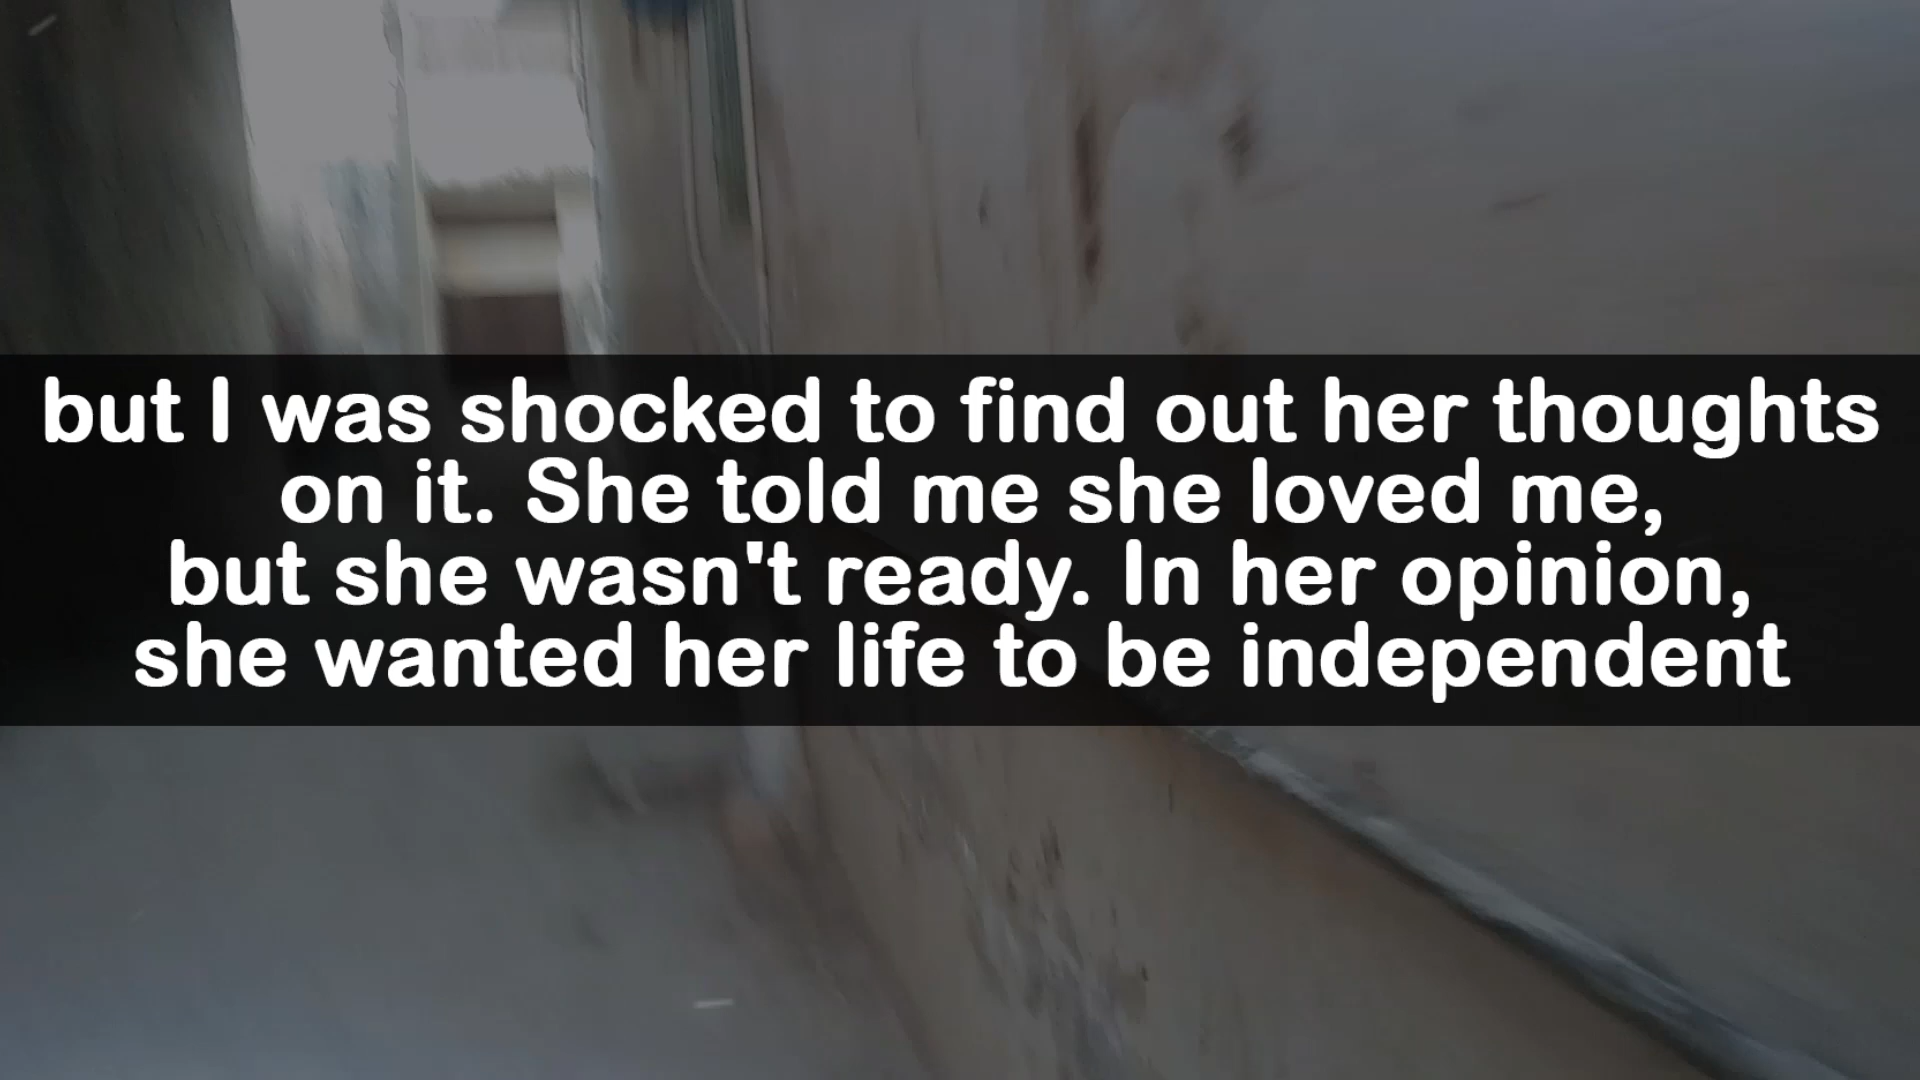 but I was shocked to find out her thoughts
on it. She told me she loved me,
but she wasn't ready. In her opinion,
she wanted her life to be independent